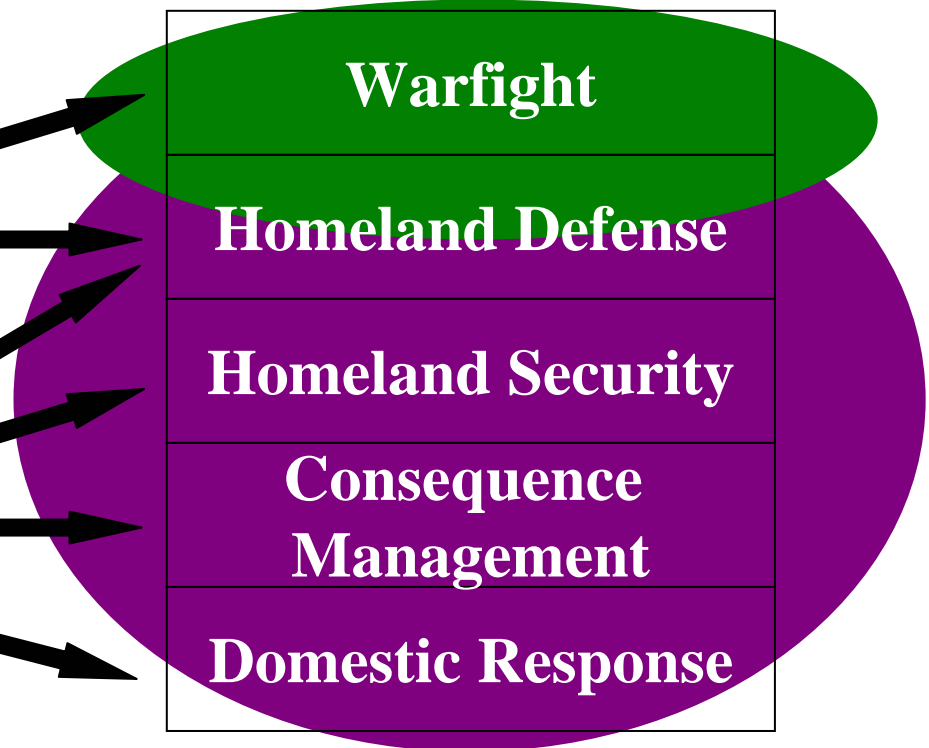 Warfight
Homeland Defense
Homeland Security
Consequence
Management
Domestic Response